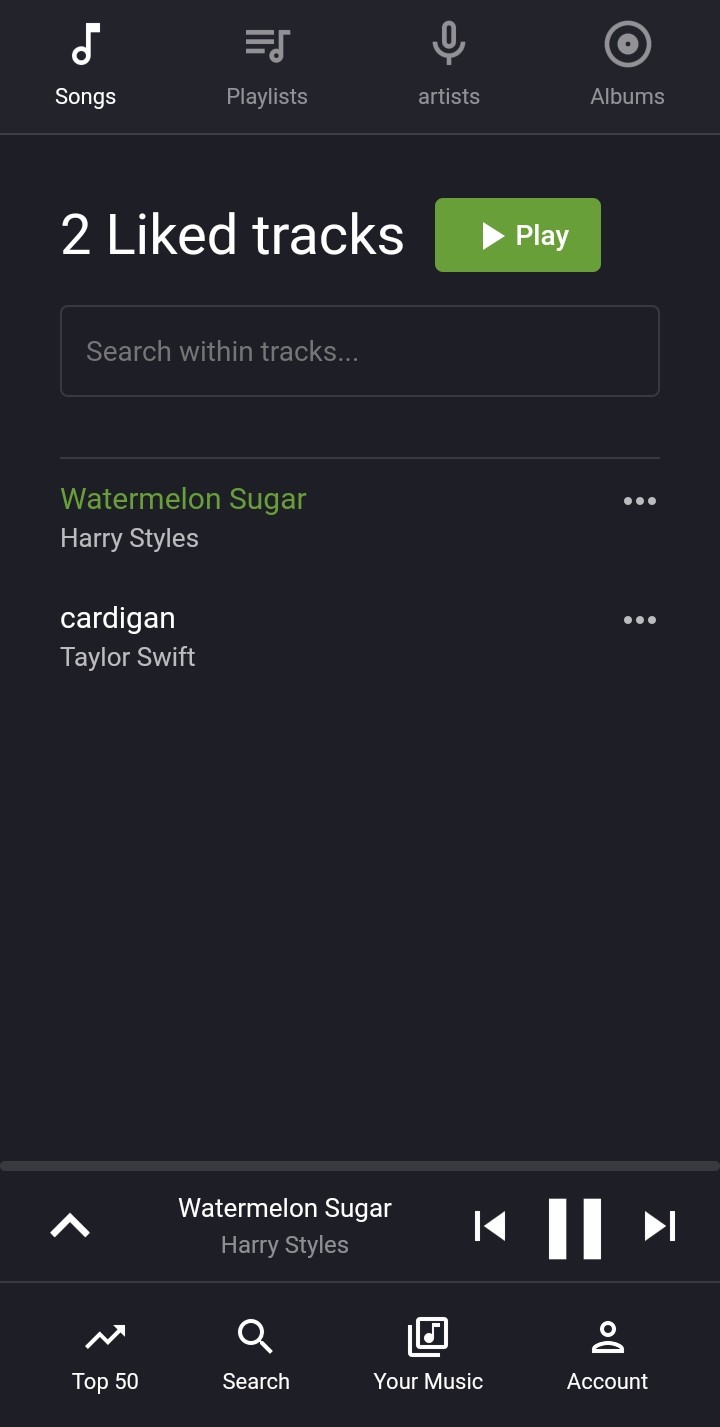 Songs Playlists artists Albums
2 Liked tracks Play
Search within tracks...
Watermelon Sugar
Harry Styles
cardigan
Taylor Swift
Watermelon Sugar
Harry Styles
Top 50 Search Your Music Account